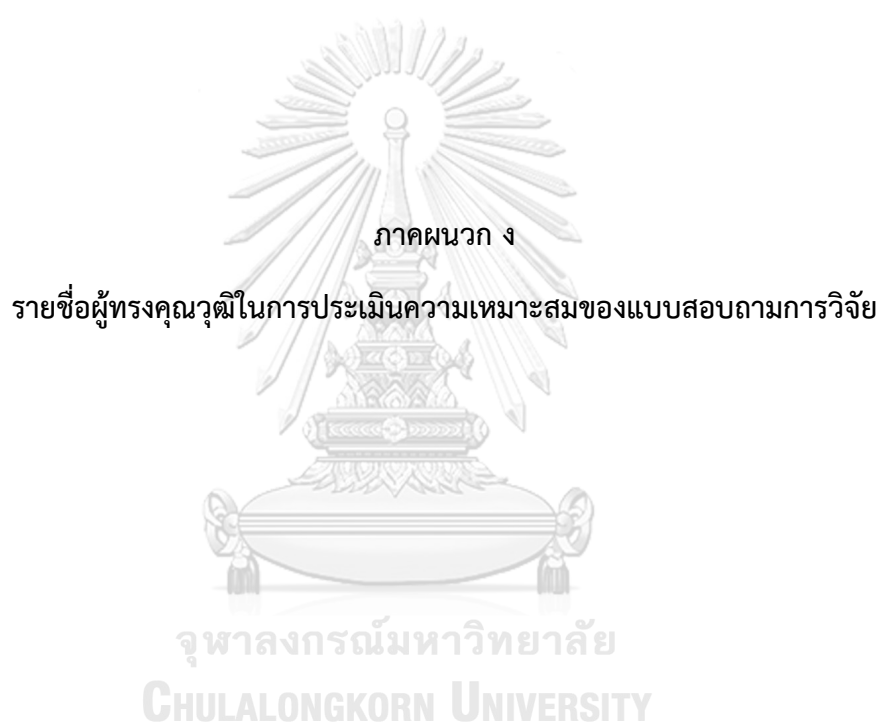 ภาคผนวก ง
รายชื่อผู้ทรงคุณวุฒิในการประเมินความเหมาะสมของแบบสอบถามการวิจัย
จุฬาลงกรณ์มหาวิทยาลัย
CHULALONGKORN UNIVERSITY